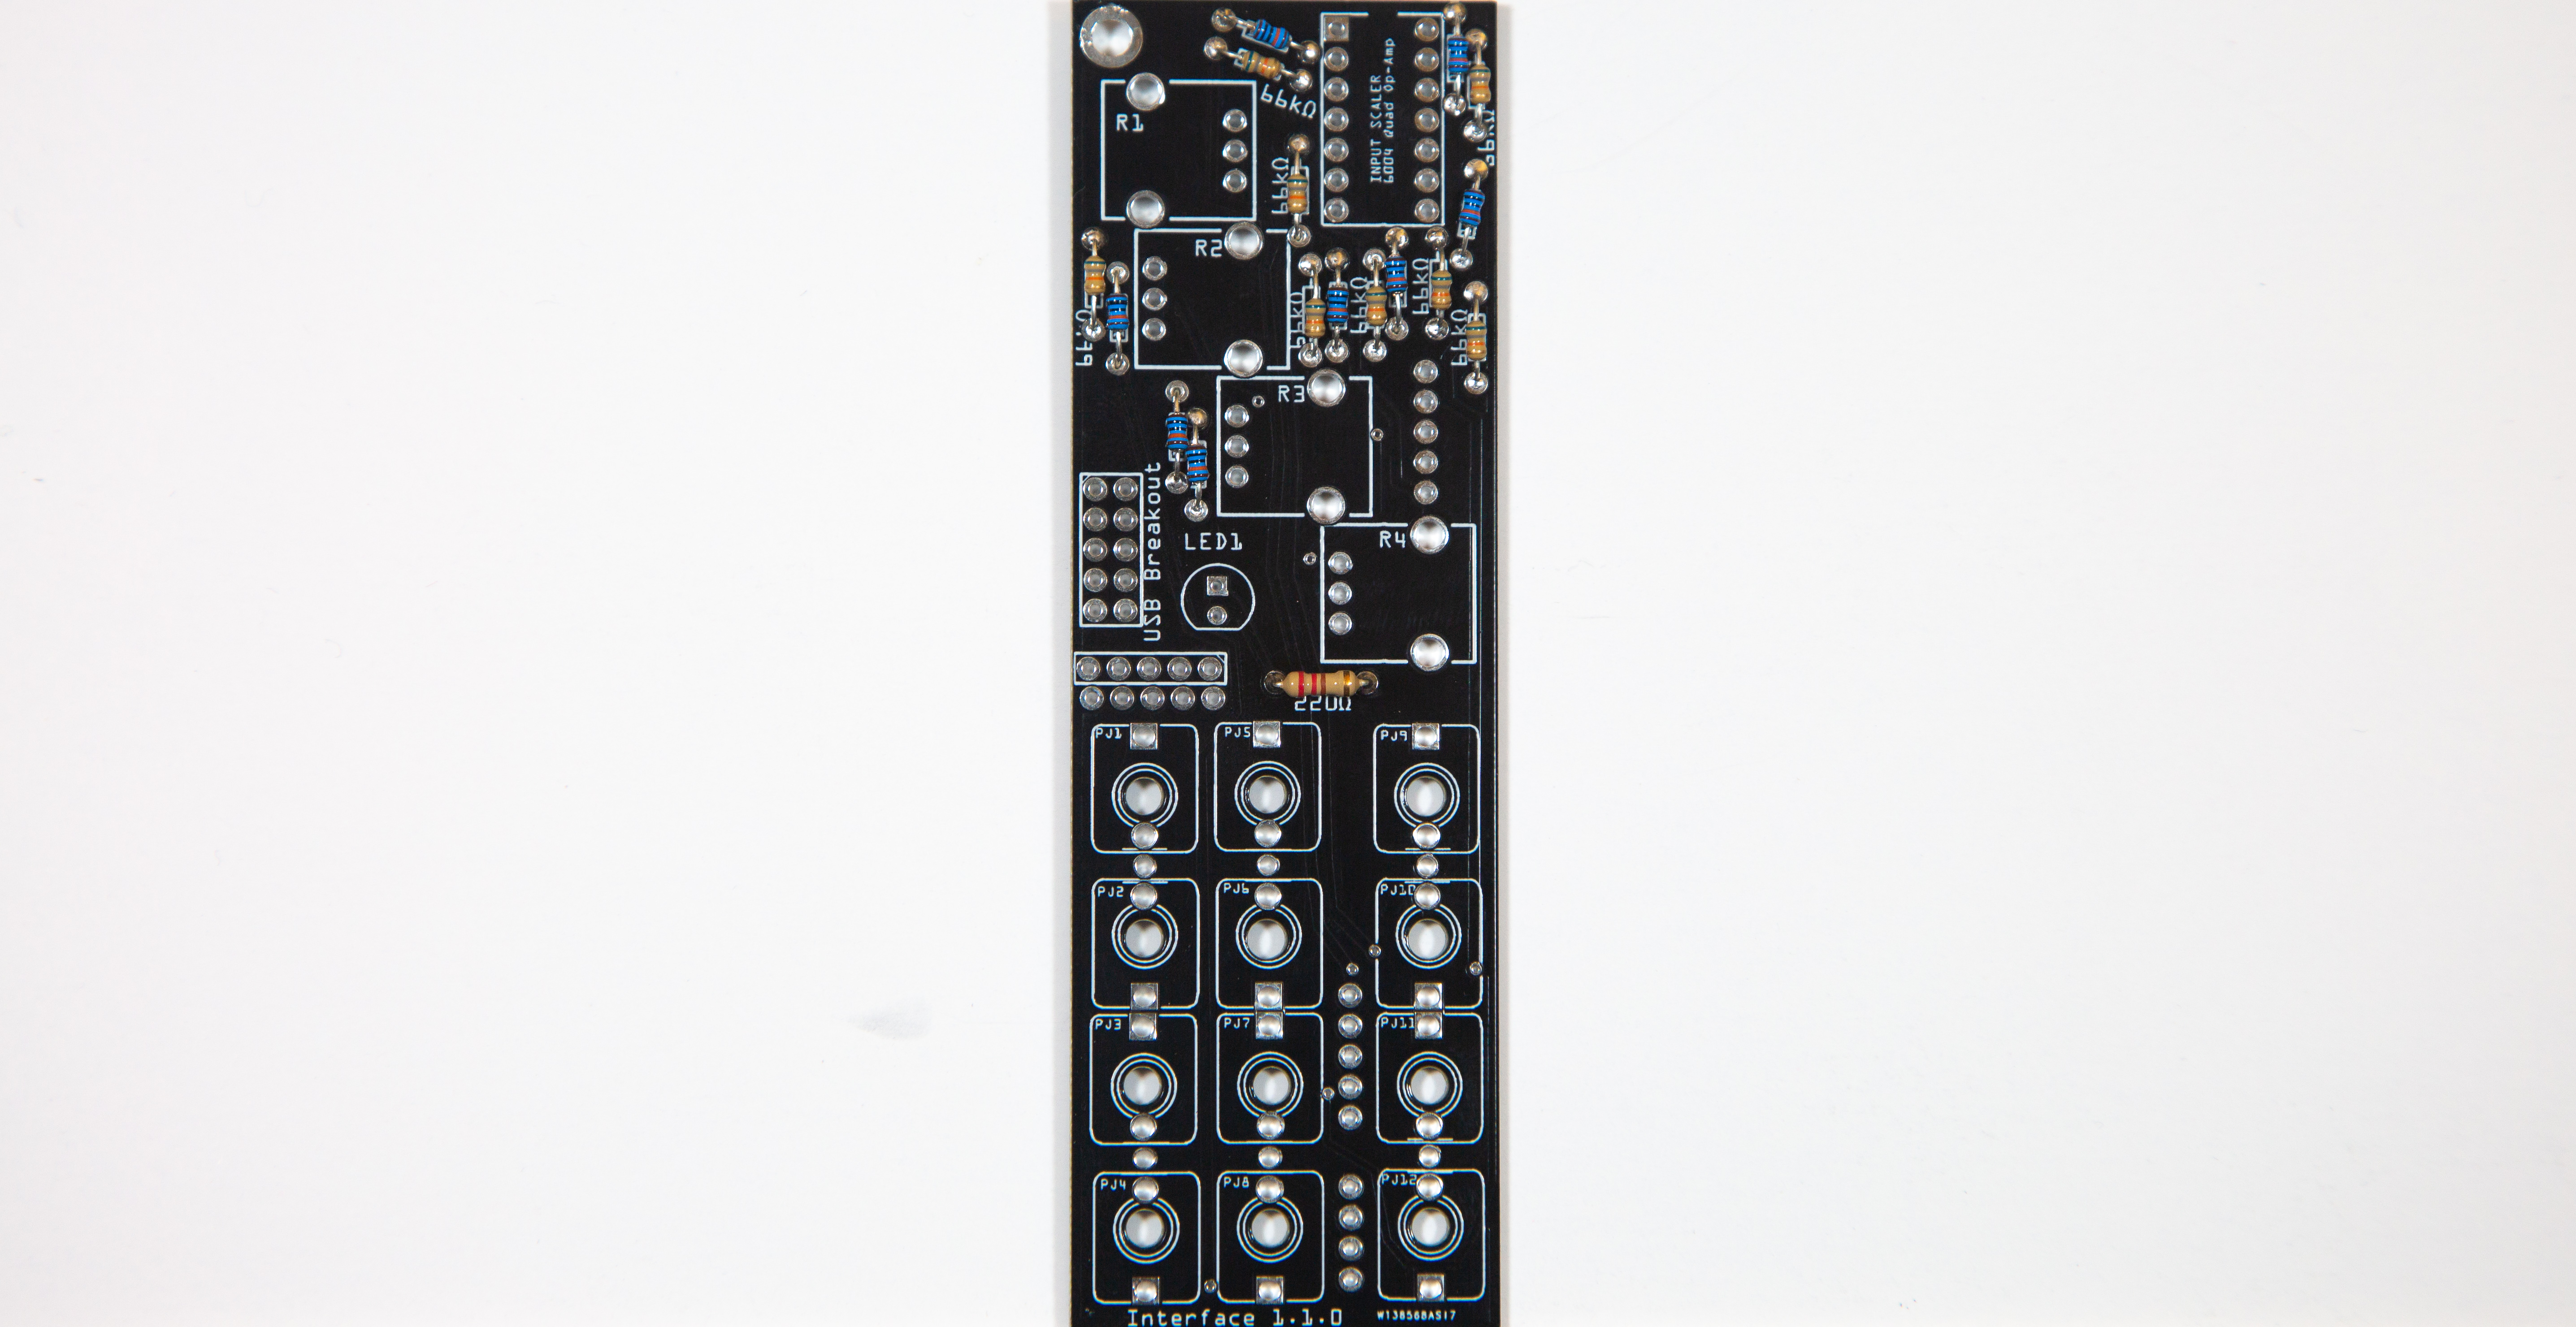 66kΩ
INPUT SCALER
6004 Quad Op-Amp
66kΩ
R1
66kΩ
R2
66kΩ
66kΩ
66kΩ
66kΩ
R3
USB Breakout
LED1
R4
220Ω
PJ1
PJ5
PJ9
PJ2
PJ6
PJ10
PJ3
PJ7
PJ11
PJ4
PJ8
PJ12
Interface 1.1.0
W138568AS17